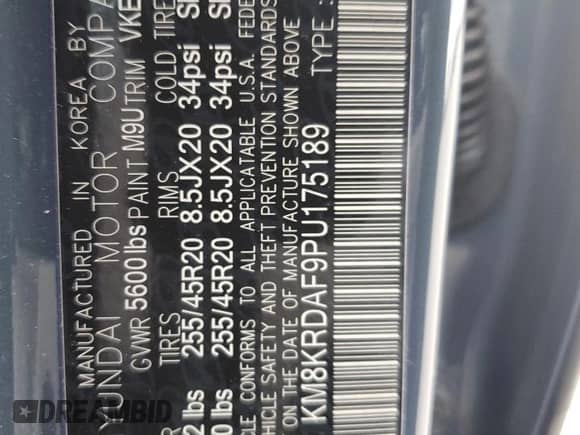 MANUFACTURED IN KOREA BY
YUNDAI MOTOR COMPA
GVWR 5600 lbs PAINT M9U TRIM VKE
TIRES RIMS COLD TIRE
2 lbs 255/45R20 8.5JX20 34psi
0 lbs 255/45R20 8.5JX20 34psi
CLE CONFORMS TO ALL APPLICATABLE U.S.A. FEDE
EHICLE SAFETY AND THEFT PREVENTION STANDARDS
ON THE DATE OF MANUFACTURE SHOWN ABOVE
KM8KRDAF9PU175189 TYPE :
DREAMBID